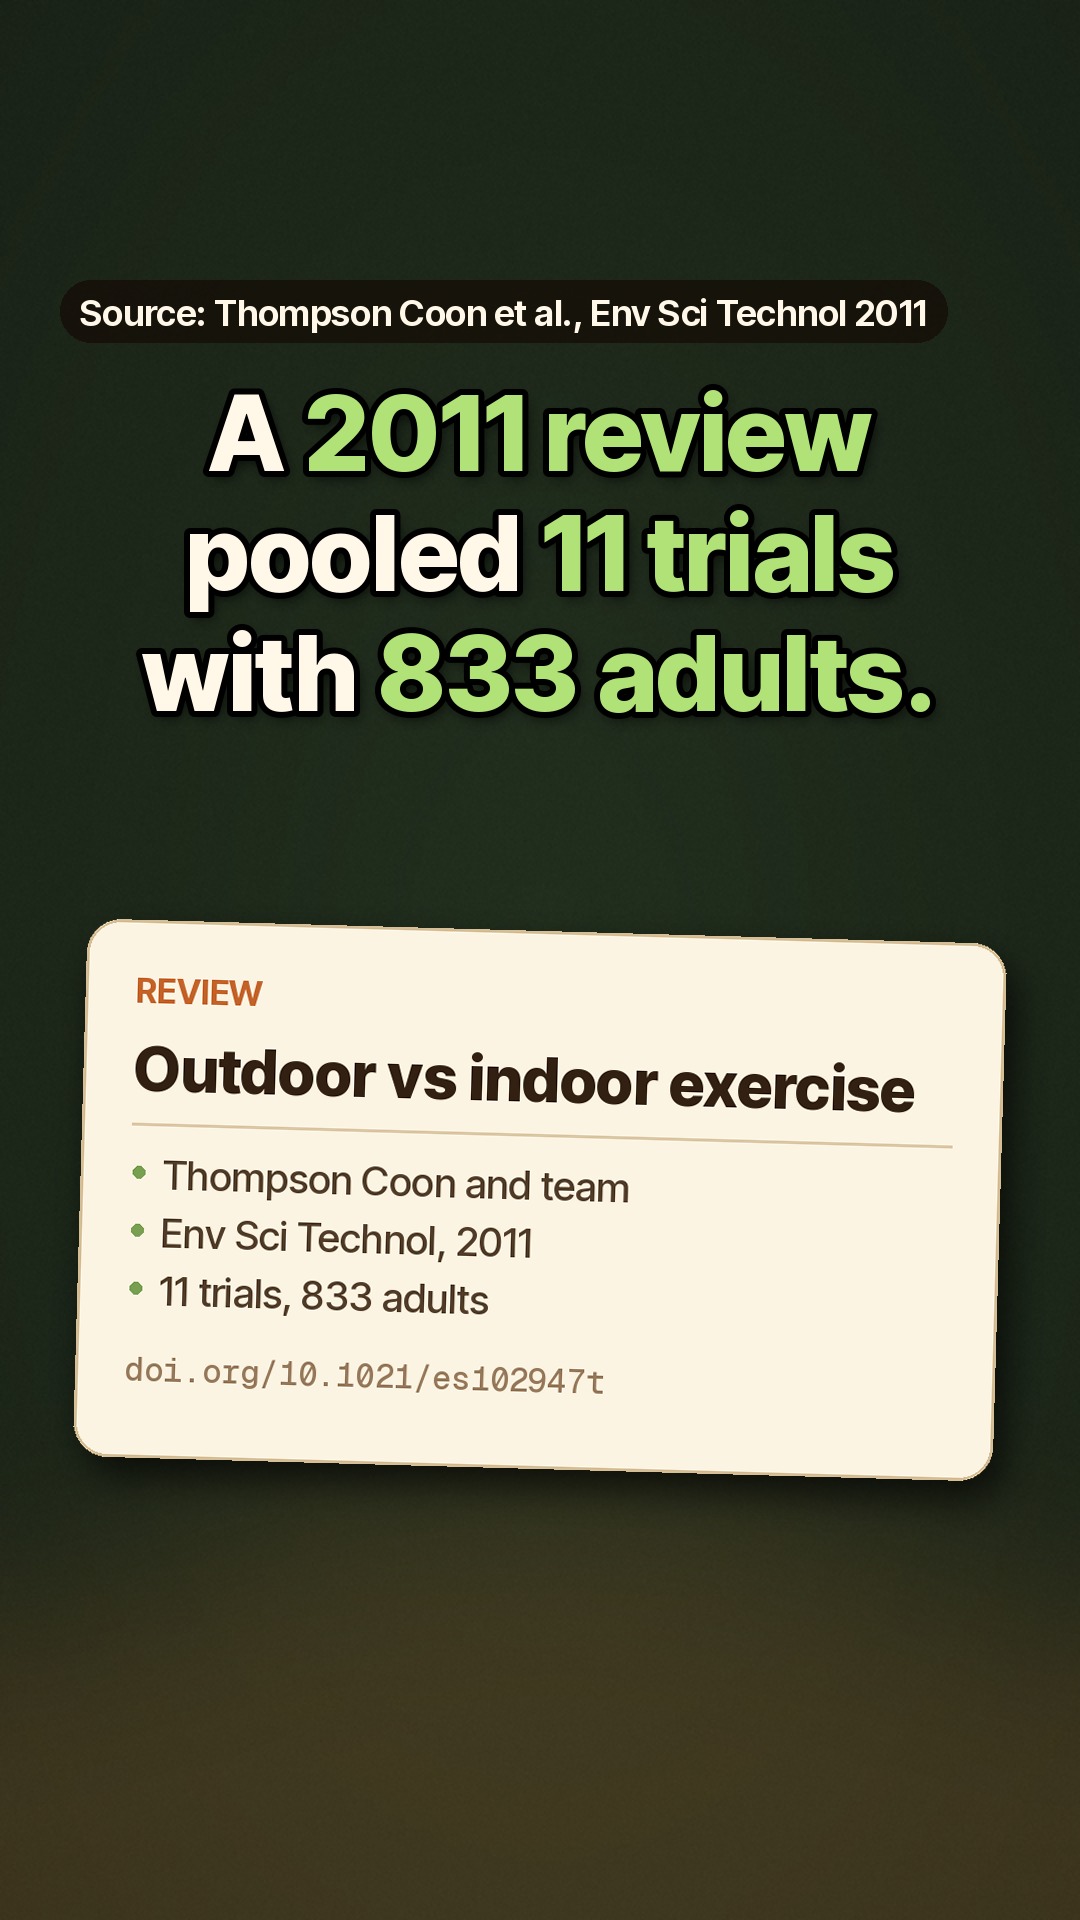 Source: Thompson Coon et al., Env Sci Technol 2011
A 2011 review
pooled 11 trials
with 833 adults.
REVIEW
Outdoor vs indoor exercise
• Thompson Coon and team
• Env Sci Technol, 2011
• 11 trials, 833 adults
doi.org/10.1021/es102947t